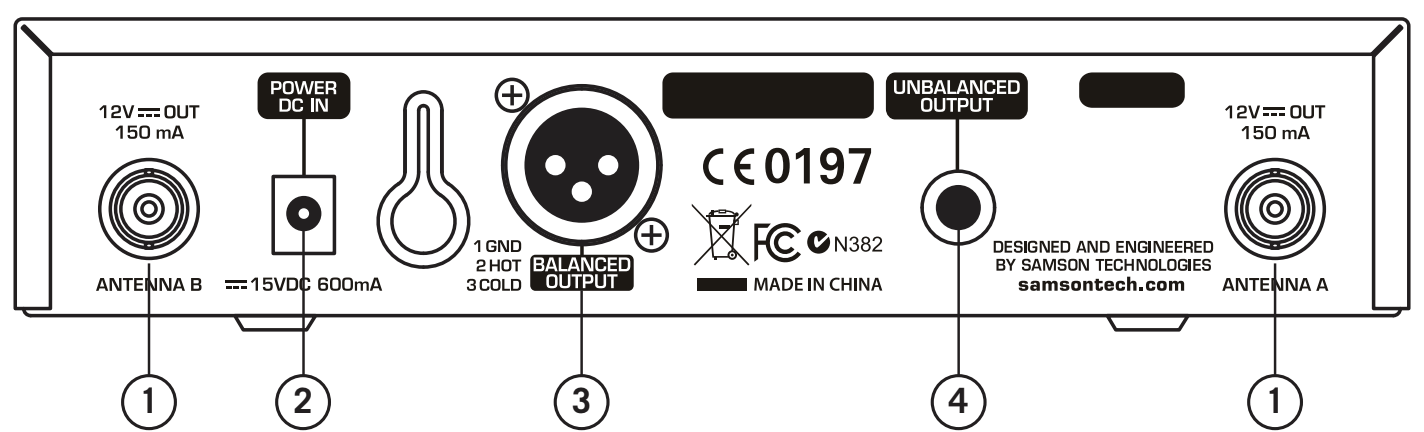 12V⎓OUT
150 mA
ANTENNA B
POWER
DC IN
⎓15VDC 600mA
1 GND
2 HOT
3 COLD
BALANCED
OUTPUT
CE 0197
FC N382
MADE IN CHINA
UNBALANCED
OUTPUT
DESIGNED AND ENGINEERED
BY SAMSON TECHNOLOGIES
samsontech.com
12V⎓OUT
150 mA
ANTENNA A
1
2
3
4
1